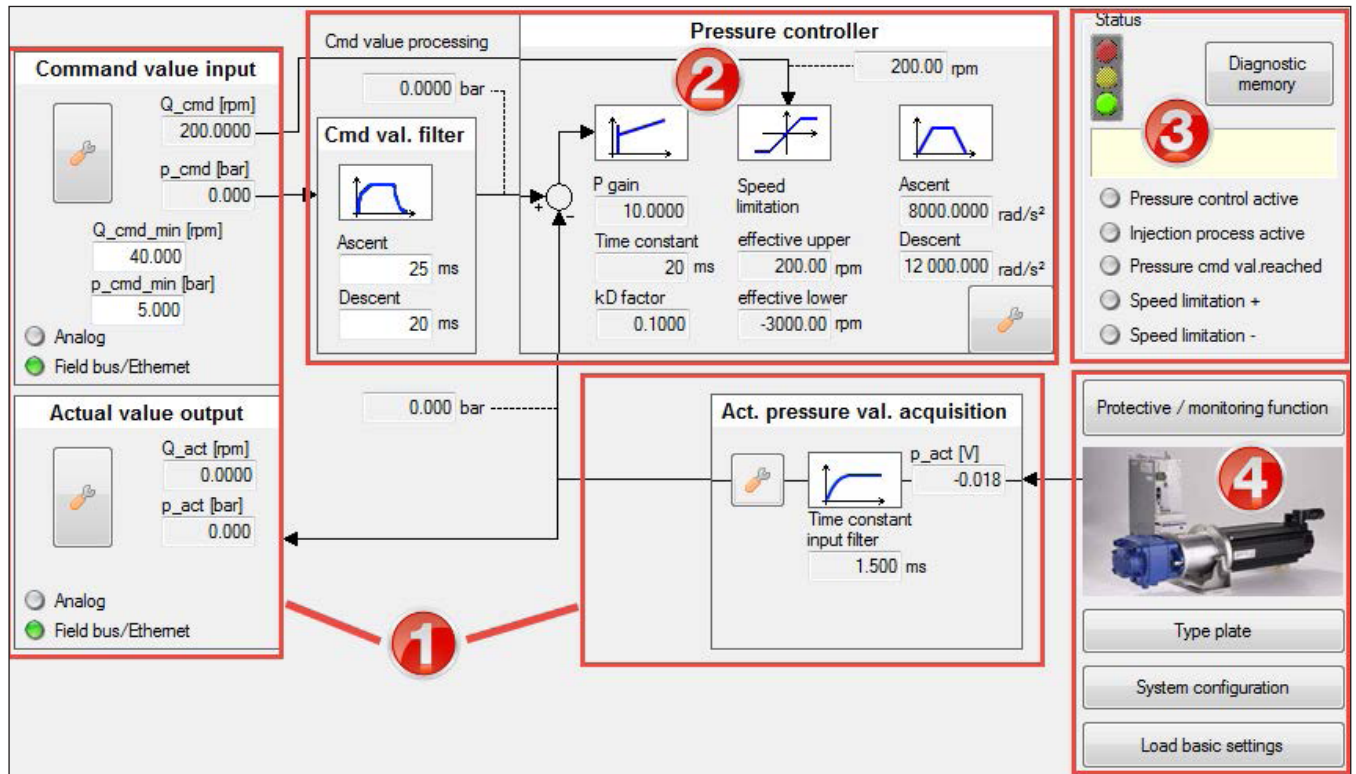 Command value input
Q_cmd [rpm]
200.0000
p_cmd [bar]
0.000
Q_cmd_min [rpm]
40.000
p_cmd_min [bar]
5.000
Analog
Field bus/Ethernet
Actual value output
Q_act [rpm]
0.0000
p_act [bar]
0.000
Analog
Field bus/Ethernet
1
Cmd value processing
0.0000 bar
Cmd val. filter
Ascent
25 ms
Descent
20 ms
Pressure controller
2
200.00 rpm
+
-
P gain
10.0000
Time constant
20 ms
kD factor
0.1000
Speed
limitation
effective upper
200.00 rpm
effective lower
-3000.00 rpm
Ascent
8000.0000 rad/s²
Descent
12 000.000 rad/s²
0.000 bar
Act. pressure val. acquisition
p_act [V]
-0.018
Time constant
input filter
1.500 ms
Status
Diagnostic
memory
3
Pressure control active
Injection process active
Pressure cmd val.reached
Speed limitation +
Speed limitation -
Protective / monitoring function
4
Type plate
System configuration
Load basic settings